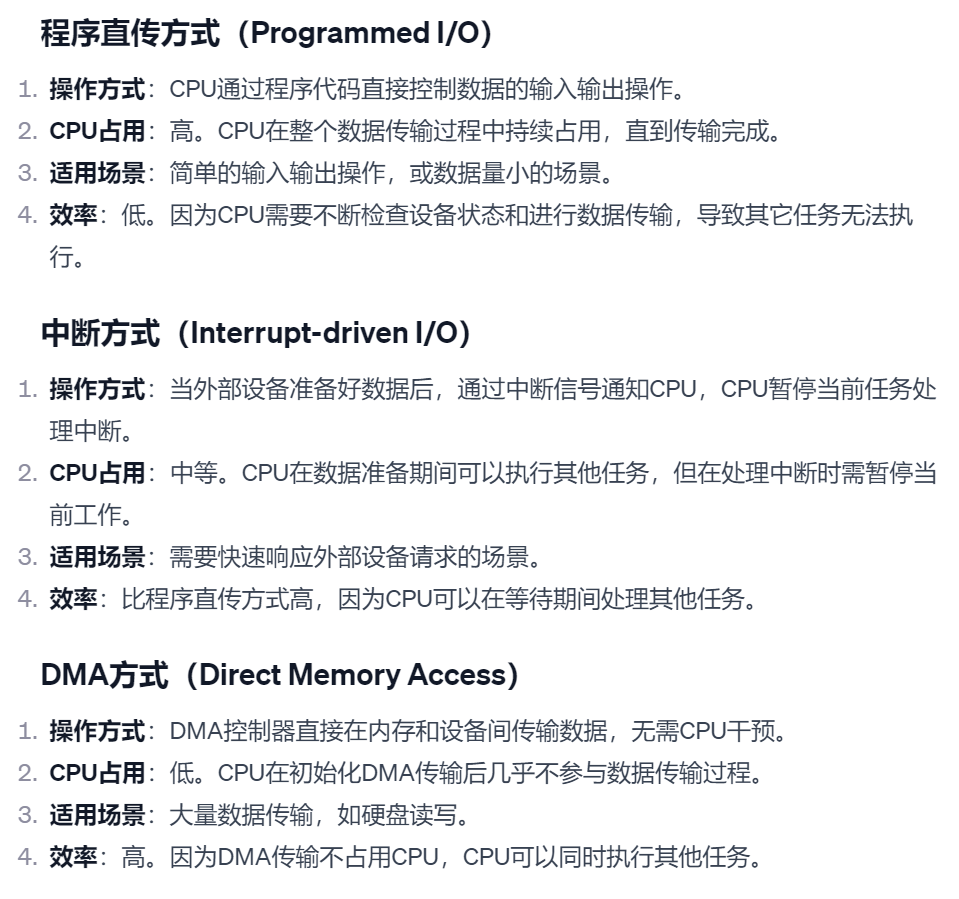 程序直传方式（Programmed I/O）
1. 操作方式：CPU通过程序代码直接控制数据的输入输出操作。
2. CPU占用：高。CPU在整个数据传输过程中持续占用，直到传输完成。
3. 适用场景：简单的输入输出操作，或数据量小的场景。
4. 效率：低。因为CPU需要不断检查设备状态和进行数据传输，导致其它任务无法执
行。
中断方式（Interrupt-driven I/O）
1. 操作方式：当外部设备准备好数据后，通过中断信号通知CPU，CPU暂停当前任务处
理中断。
2. CPU占用：中等。CPU在数据准备期间可以执行其他任务，但在处理中断时需暂停当
前工作。
3. 适用场景：需要快速响应外部设备请求的场景。
4. 效率：比程序直传方式高，因为CPU可以在等待期间处理其他任务。
DMA方式（Direct Memory Access）
1. 操作方式：DMA控制器直接在内存和设备间传输数据，无需CPU干预。
2. CPU占用：低。CPU在初始化DMA传输后几乎不参与数据传输过程。
3. 适用场景：大量数据传输，如硬盘读写。
4. 效率：高。因为DMA传输不占用CPU，CPU可以同时执行其他任务。